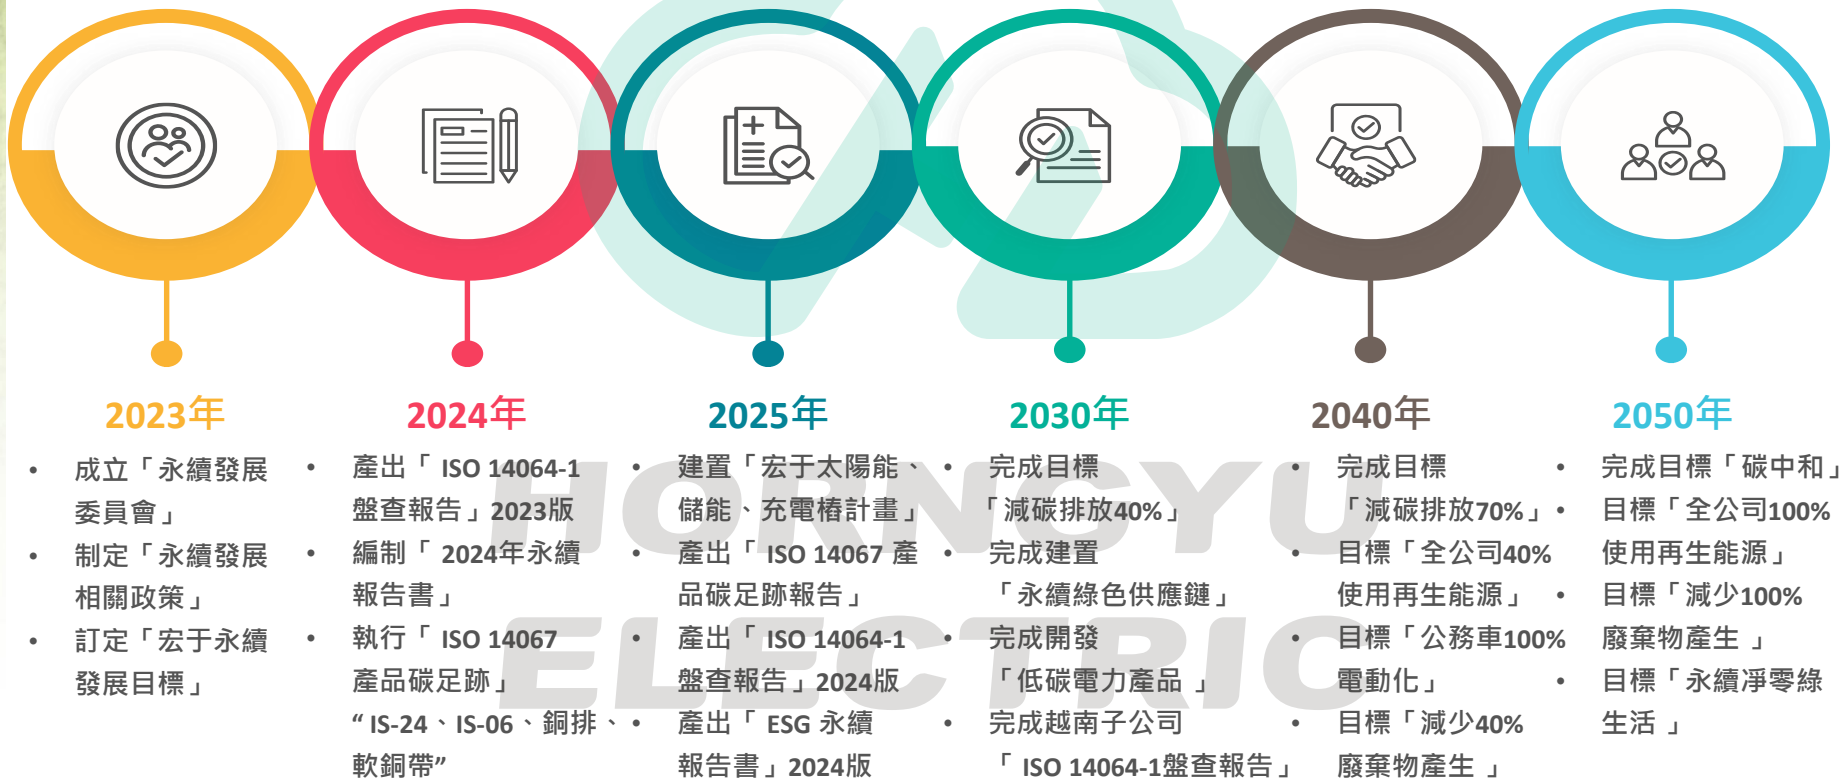 HORNGYU
ELECTRIC
2023年
• 成立「永續發展
委員會」
• 制定「永續發展
相關政策」
• 訂定「宏于永續
發展目標」
2024年
• 產出「 ISO 14064-1
盤查報告」2023版
• 編制「 2024年永續
報告書」
• 執行「 ISO 14067
產品碳足跡」
“ IS-24、IS-06、銅排、
軟銅帶”
2025年
• 建置「宏于太陽能、
儲能、充電樁計畫」
• 產出「 ISO 14067 產
品碳足跡報告」
• 產出「 ISO 14064-1
盤查報告」2024版
• 產出「 ESG 永續
報告書」2024版
2030年
• 完成目標
「減碳排放40%」
• 完成建置
「永續綠色供應鏈」
• 完成開發
「低碳電力產品 」
• 完成越南子公司
「 ISO 14064-1盤查報告」
2040年
• 完成目標
「減碳排放70%」
• 目標「全公司40%
使用再生能源」
• 目標「公務車100%
電動化」
• 目標「減少40%
廢棄物產生 」
2050年
• 完成目標「碳中和」
• 目標「全公司100%
使用再生能源」
• 目標「減少100%
廢棄物產生 」
• 目標「永續淨零綠
生活 」